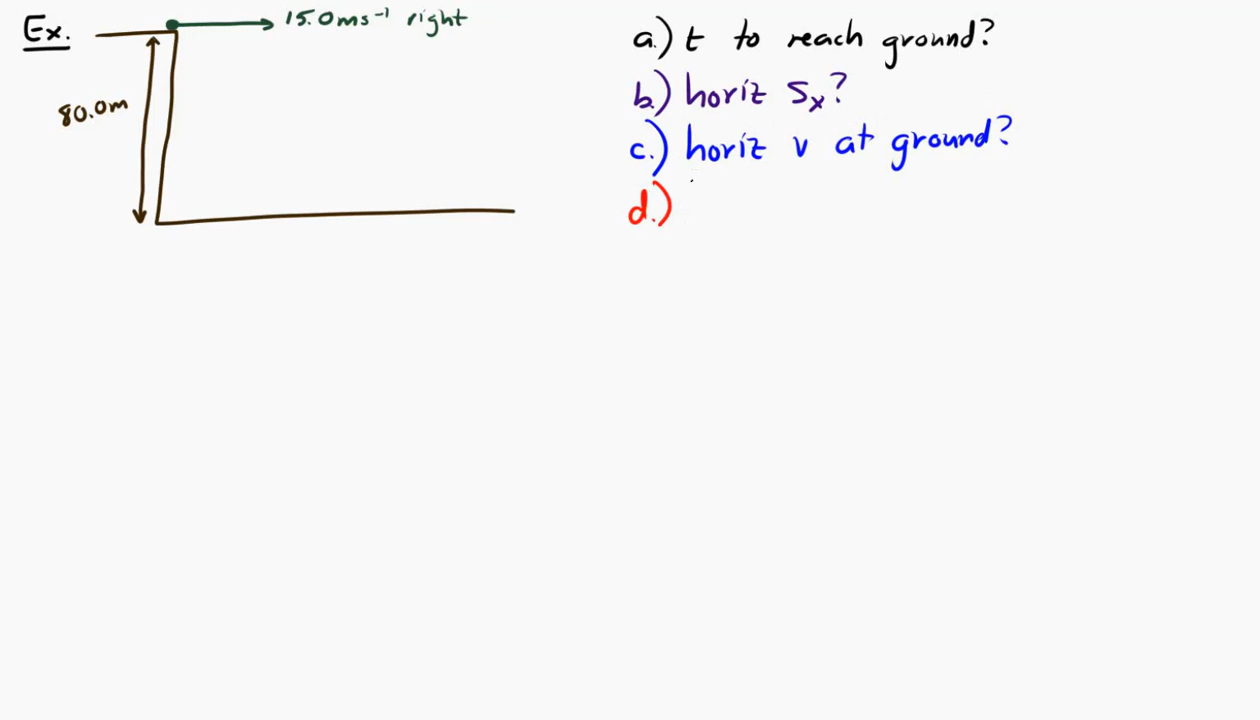 Ex.
15.0ms⁻¹ right
80.0m
a.) t to reach ground?
b.) horiz Sₓ?
c.) horiz v at ground?
d.)